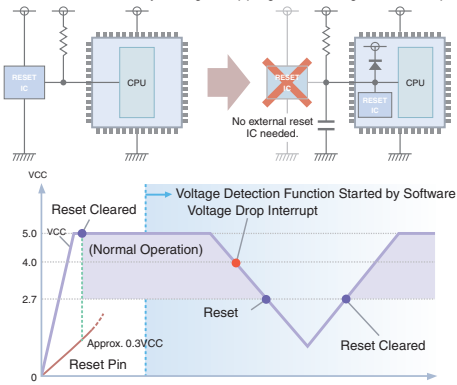 RESET
IC
CPU
RESET
IC
No external reset
IC needed.
CPU
RESET
IC
VCC
Voltage Detection Function Started by Software
Reset Cleared
Voltage Drop Interrupt
VCC
5.0
(Normal Operation)
4.0
2.7
Reset
Approx. 0.3VCC
Reset Cleared
Reset Pin
0